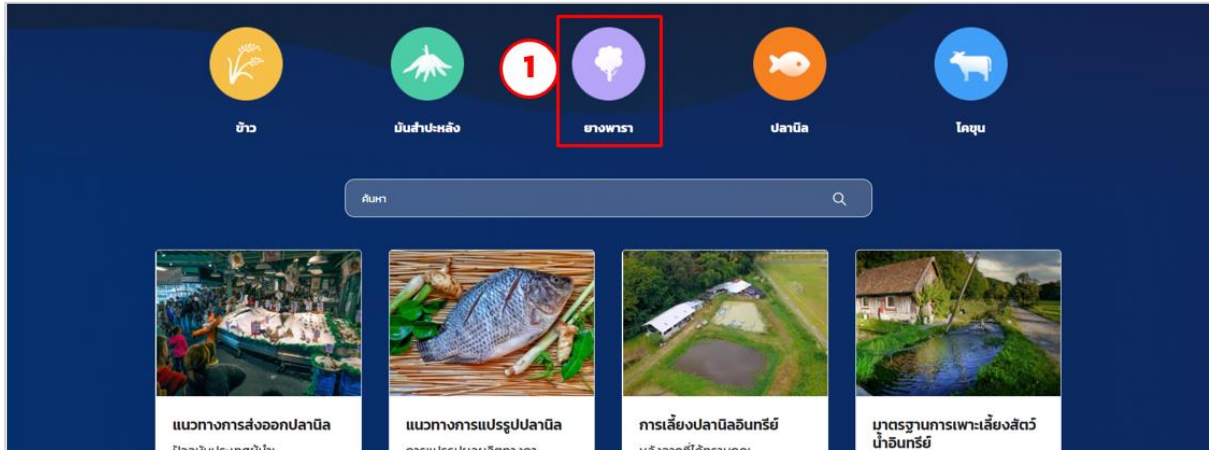 1
ข้าว
มันสำปะหลัง
ยางพารา
ปลานิล
โคขุน
ค้นหา
แนวทางการส่งออกปลานิล
แนวทางการแปรรูปปลานิล
การเลี้ยงปลานิลอินทรีย์
มาตรฐานการเพาะเลี้ยงสัตว์
น้ำอินทรีย์